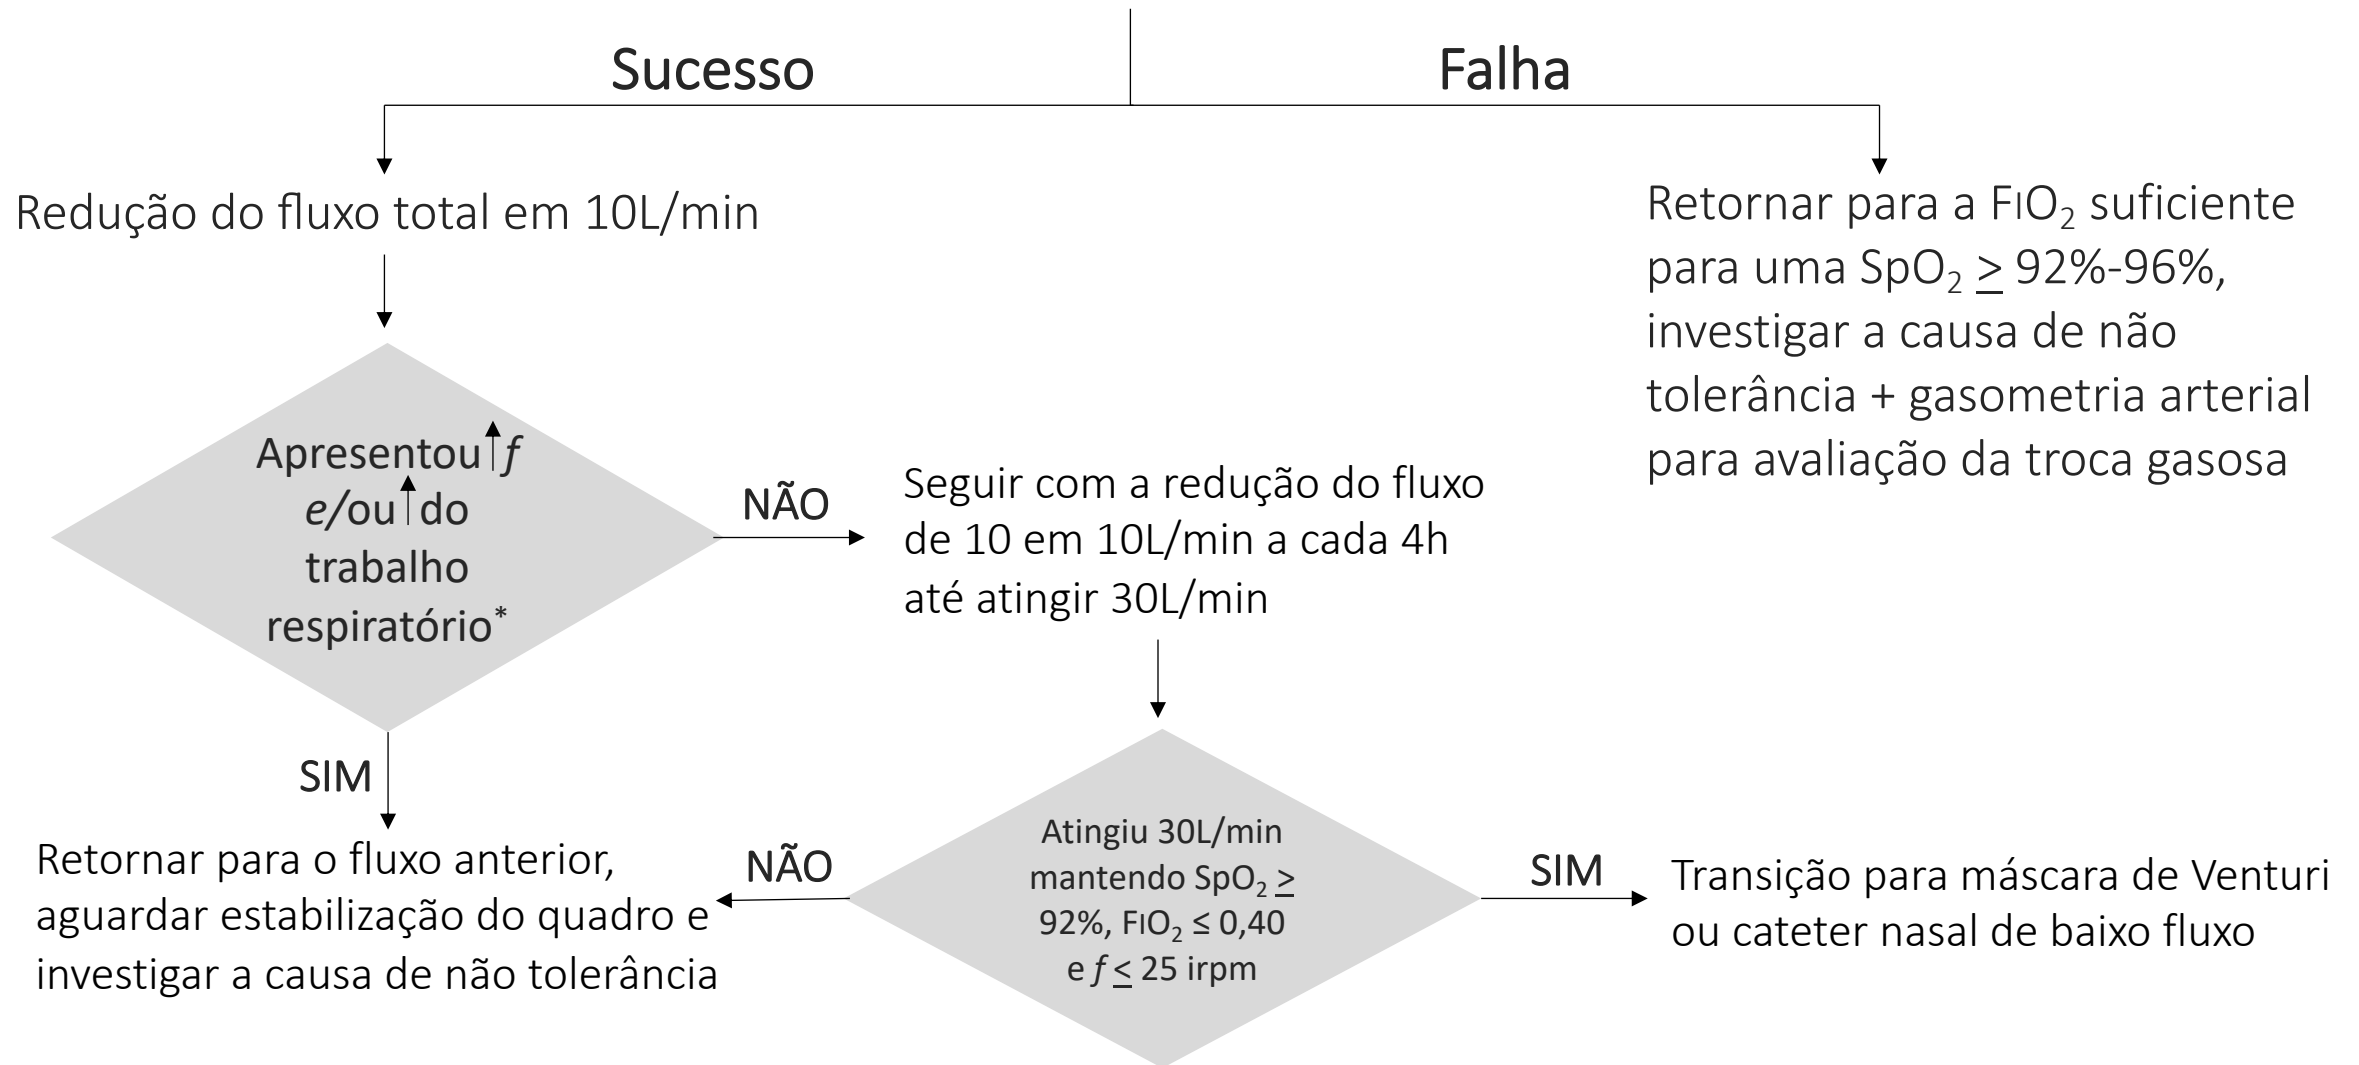 Sucesso
Falha
Redução do fluxo total em 10L/min
Retornar para a FIO₂ suficiente
para uma SpO₂ ≥ 92%-96%,
investigar a causa de não
tolerância + gasometria arterial
para avaliação da troca gasosa
Apresentou↑f
e/ou↑do
trabalho
respiratório*
NÃO
Seguir com a redução do fluxo
de 10 em 10L/min a cada 4h
até atingir 30L/min
SIM
Retornar para o fluxo anterior,
aguardar estabilização do quadro e
investigar a causa de não tolerância
NÃO
Atingiu 30L/min
mantendo SpO₂ ≥
92%, FIO₂ ≤ 0,40
e f ≤ 25 irpm
SIM
Transição para máscara de Venturi
ou cateter nasal de baixo fluxo